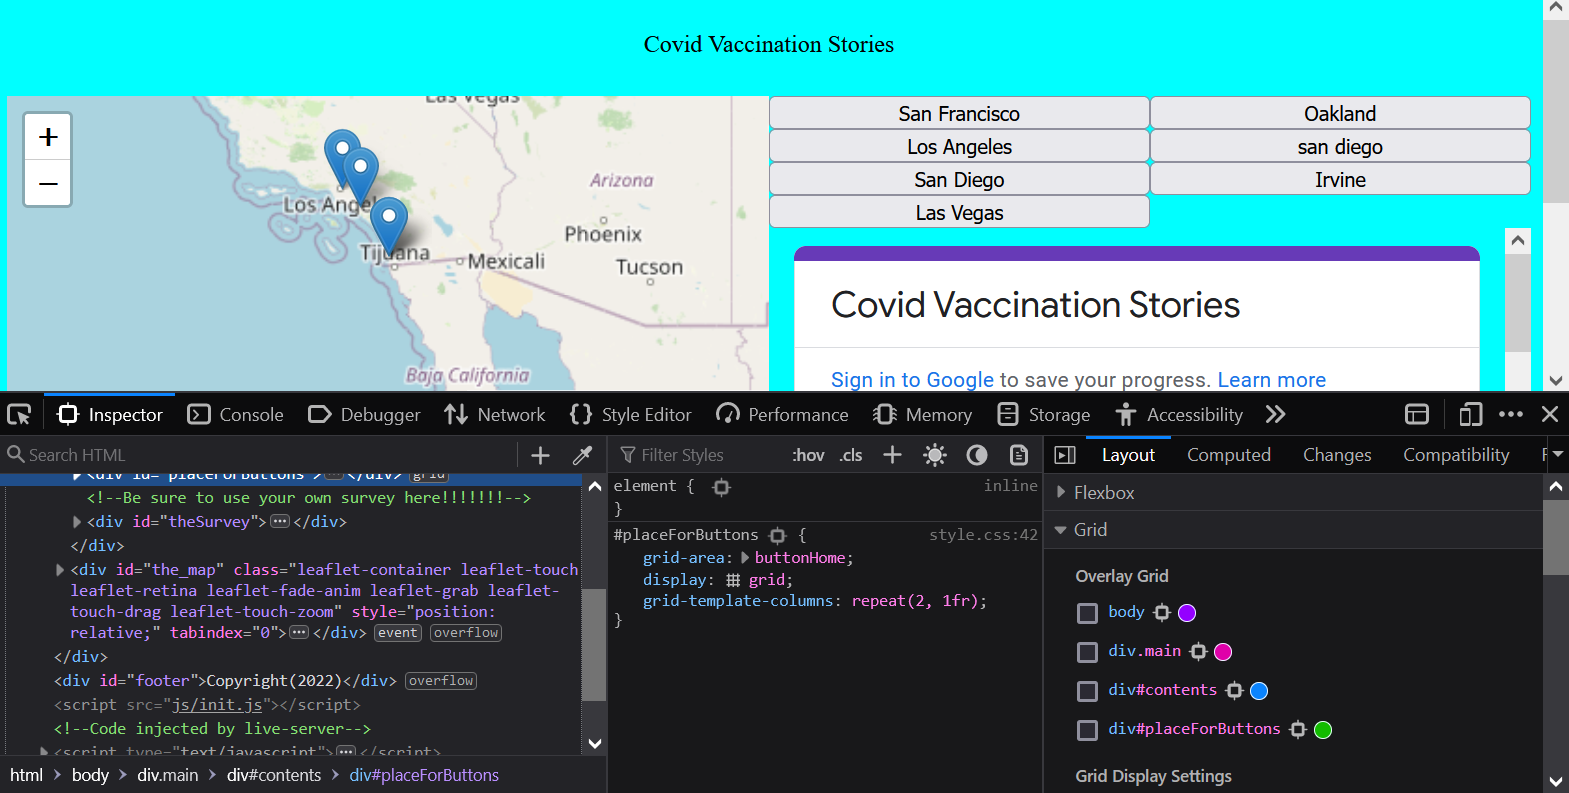 Covid Vaccination Stories
+
−
Las Vegas
Arizona
Los Angel
Phoenix
Tijuana
Mexicali
Tucson
Baja California
San Francisco
Oakland
Los Angeles
san diego
San Diego
Irvine
Las Vegas
Covid Vaccination Stories
Sign in to Google to save your progress. Learn more
Inspector Console Debugger Network Style Editor Performance Memory Storage Accessibility
Search HTML
<div id="placeForButtons"></div> grid
<!--Be sure to use your own survey here!!!!!!!-->
<div id="theSurvey"></div>
</div>
<div id="the_map" class="leaflet-container leaflet-touch
leaflet-retina leaflet-fade-anim leaflet-grab leaflet-
touch-drag leaflet-touch-zoom" style="position:
relative;" tabindex="0"></div> event overflow
</div>
<div id="footer">Copyright(2022)</div> overflow
<script src="js/init.js"></script>
<!--Code injected by live-server-->
<script type="text/javascript"></script>
html > body > div.main > div#contents > div#placeForButtons
Filter Styles :hov .cls +
element { inline
}
#placeForButtons { style.css:42
grid-area: buttonHome;
display: grid;
grid-template-columns: repeat(2, 1fr);
}
Layout Computed Changes Compatibility
Flexbox
Grid
Overlay Grid
body
div.main
div#contents
div#placeForButtons
Grid Display Settings